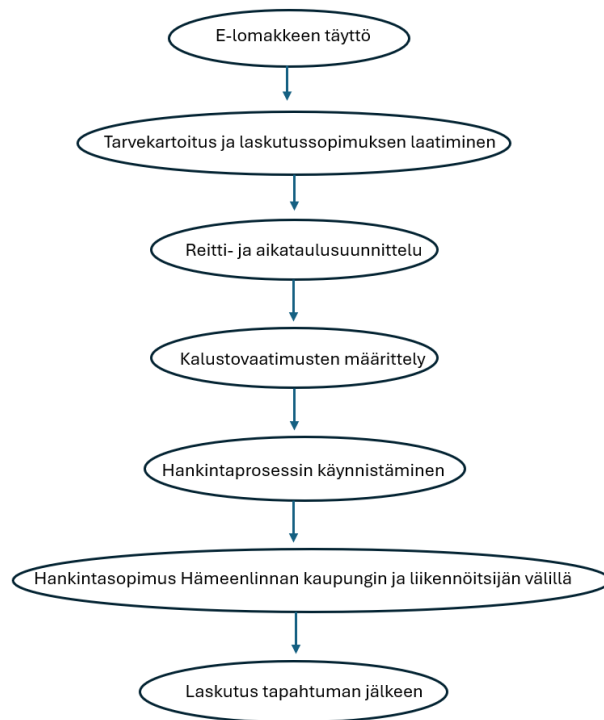 E-lomakkeen täyttö
Tarvekartoitus ja laskutussopimuksen laatiminen
Reitti- ja aikataulusuunnittelu
Kalustovaatimusten määrittely
Hankintaprosessin käynnistäminen
Hankintasopimus Hämeenlinnan kaupungin ja liikennöitsijän välillä
Laskutus tapahtuman jälkeen